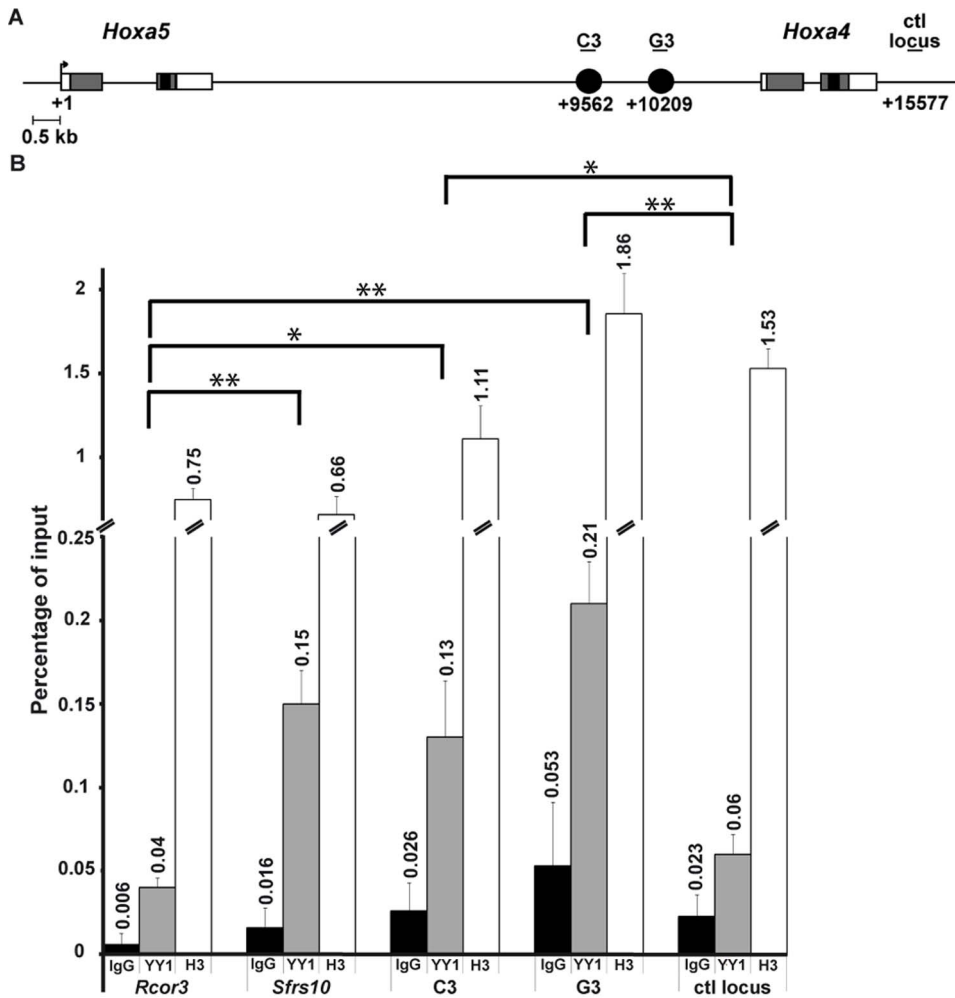 A
Hoxa5
C3
G3
Hoxa4
ctl
locus
+1
+9562
+10209
+15577
0.5 kb
B
*
**
**
*
**
Percentage of input
2
1.5
1
0.25
0.2
0.15
0.1
0.05
0
0.006
0.04
0.75
0.016
0.15
0.66
0.026
0.13
1.11
0.053
0.21
1.86
0.023
0.06
1.53
IgG YY1 H3 IgG YY1 H3 IgG YY1 H3 IgG YY1 H3 IgG YY1 H3
Rcor3 Sfrs10 C3 G3 ctl locus